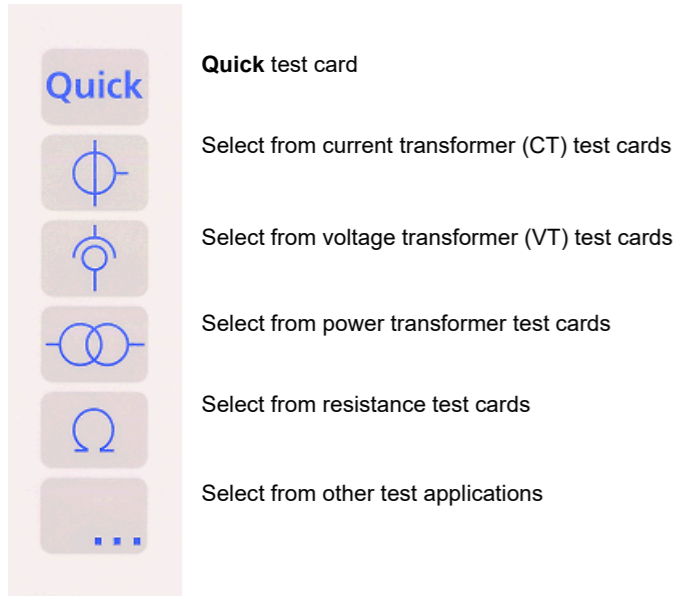 Quick
Quick test card
Select from current transformer (CT) test cards
Select from voltage transformer (VT) test cards
Select from power transformer test cards
Ω
Select from resistance test cards
...
Select from other test applications